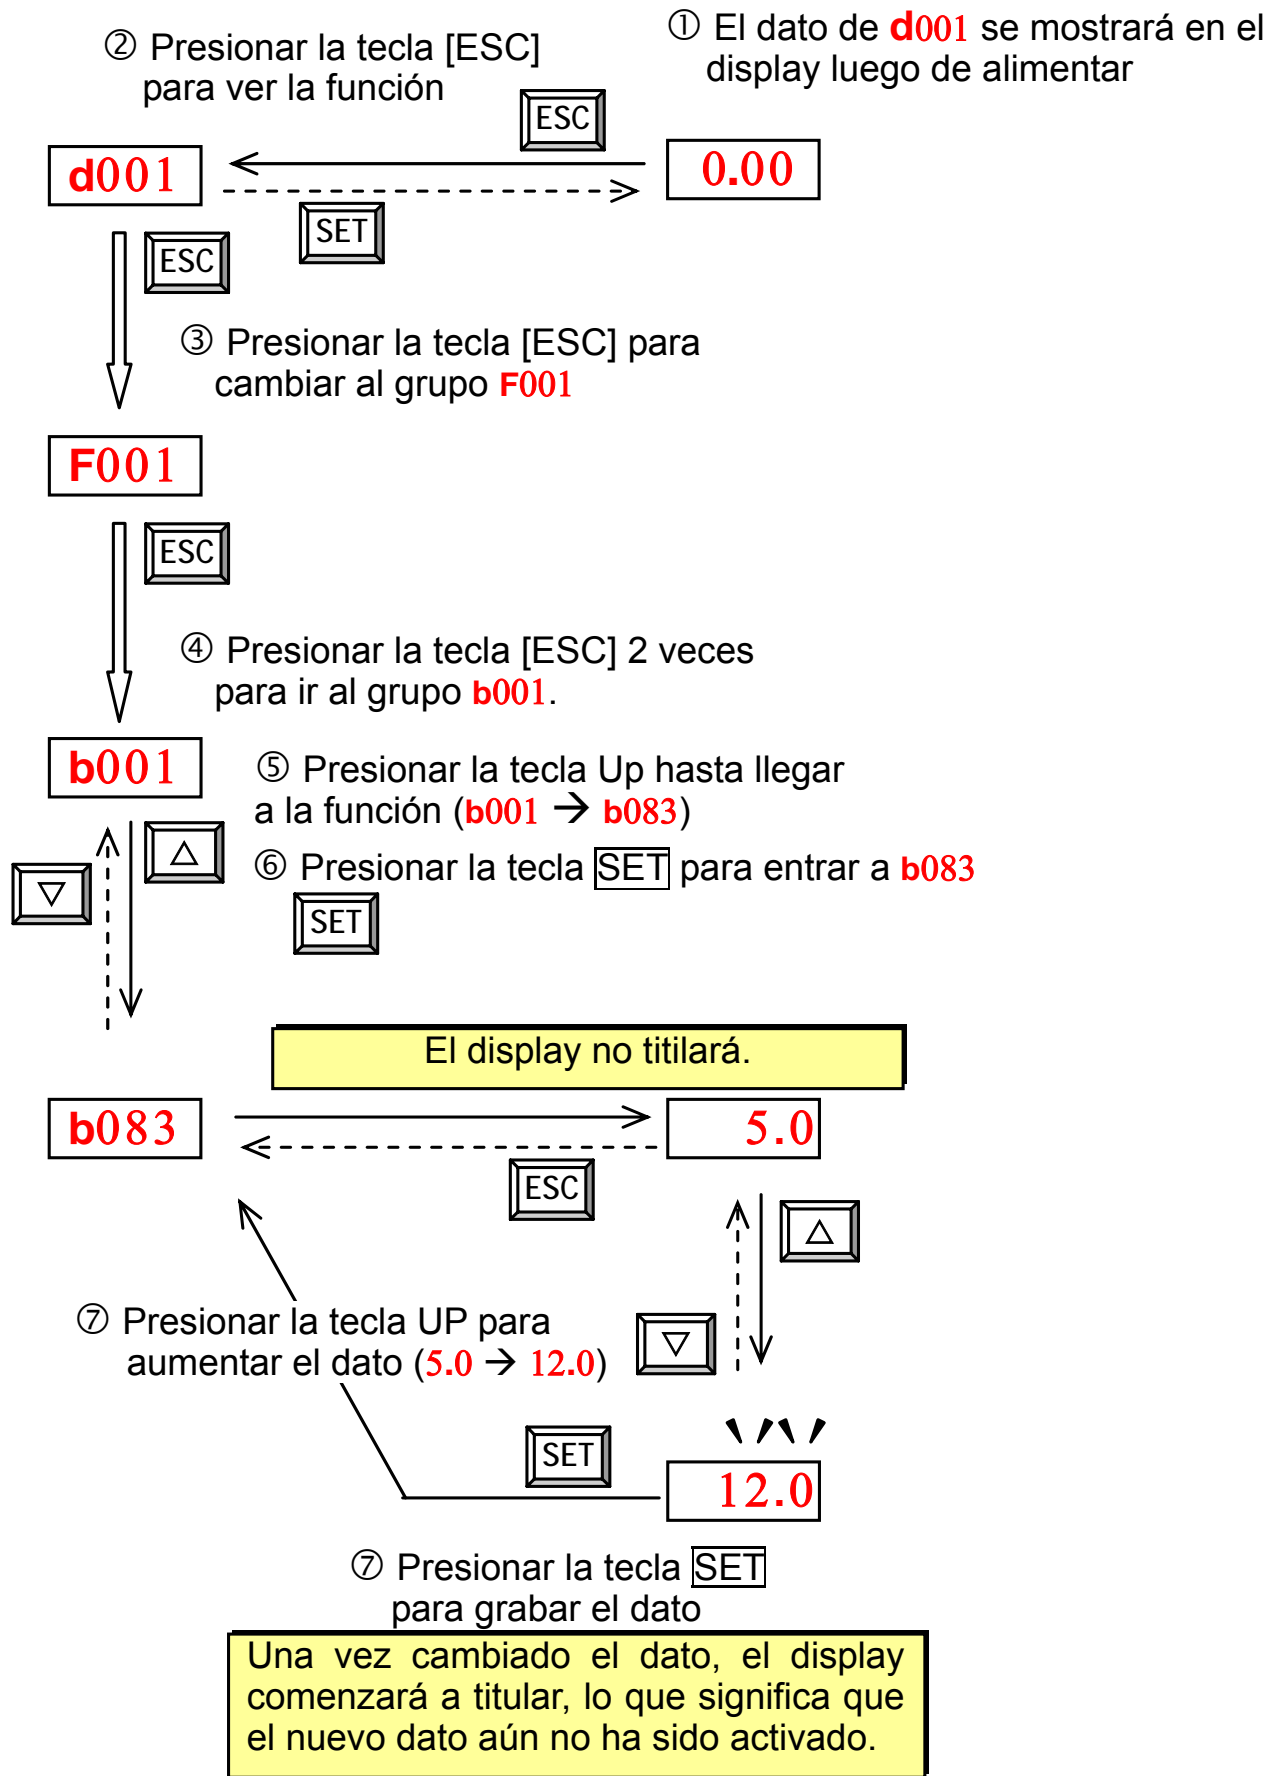 ① El dato de d001 se mostrará en el
display luego de alimentar
② Presionar la tecla [ESC]
para ver la función
ESC
d001
0.00
SET
ESC
③ Presionar la tecla [ESC] para
cambiar al grupo F001
F001
ESC
④ Presionar la tecla [ESC] 2 veces
para ir al grupo b001.
b001
⑤ Presionar la tecla Up hasta llegar
a la función (b001 → b083)
△
▽
⑥ Presionar la tecla SET para entrar a b083
SET
El display no titilará.
b083
5.0
ESC
△
⑦ Presionar la tecla UP para
aumentar el dato (5.0 → 12.0)
▽
SET
12.0
⑦ Presionar la tecla SET
para grabar el dato
Una vez cambiado el dato, el display
comenzará a titular, lo que significa que
el nuevo dato aún no ha sido activado.